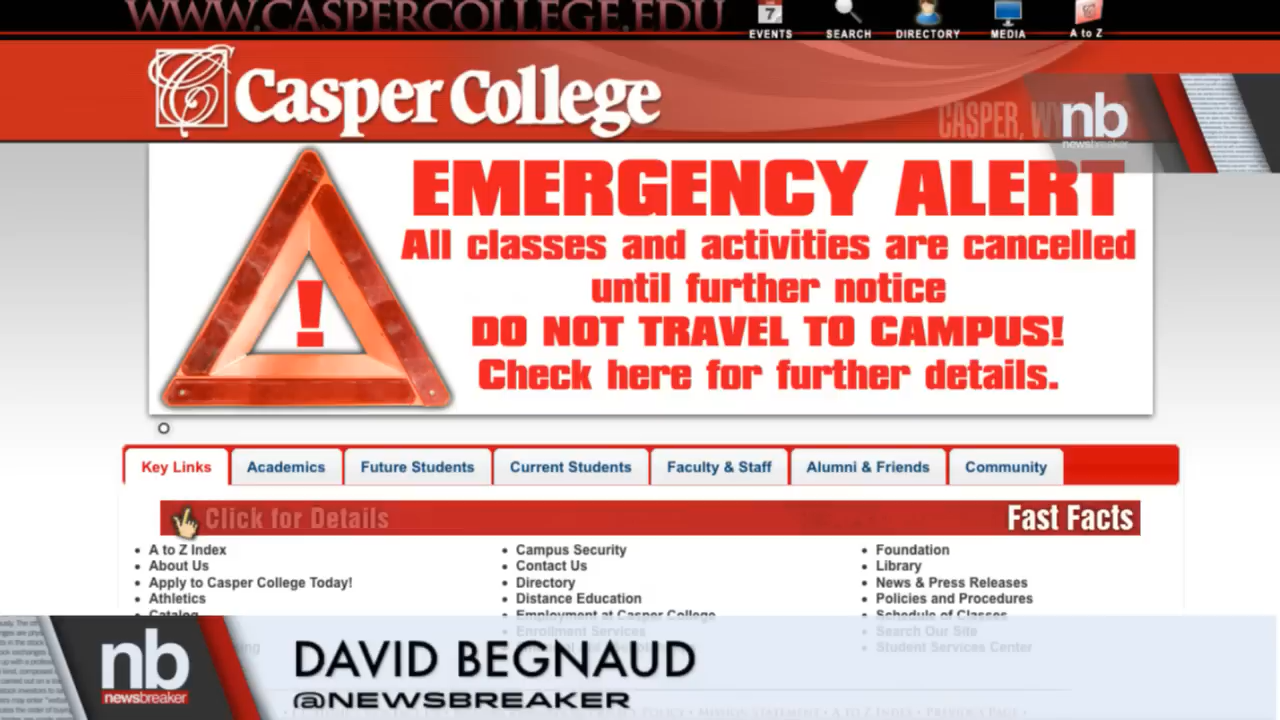 WWW.CASPERCOLLEGE.EDU
7
EVENTS
SEARCH
DIRECTORY
MEDIA
A to Z
Casper College
CASPER, WY
nb
newsbreaker
EMERGENCY ALERT
All classes and activities are cancelled
until further notice
DO NOT TRAVEL TO CAMPUS!
Check here for further details.
!
Key Links
Academics
Future Students
Current Students
Faculty & Staff
Alumni & Friends
Community
Click for Details
Fast Facts
• A to Z Index
• About Us
• Apply to Casper College Today!
• Athletics
Catalog
• Campus Security
• Contact Us
• Directory
• Distance Education
• Employment at Casper College
Enrollment Services
• Foundation
• Library
• News & Press Releases
• Policies and Procedures
• Schedule of Classes
Search Our Site
Student Services Center
nb
newsbreaker
DAVID BEGNAUD
@NEWSBREAKER